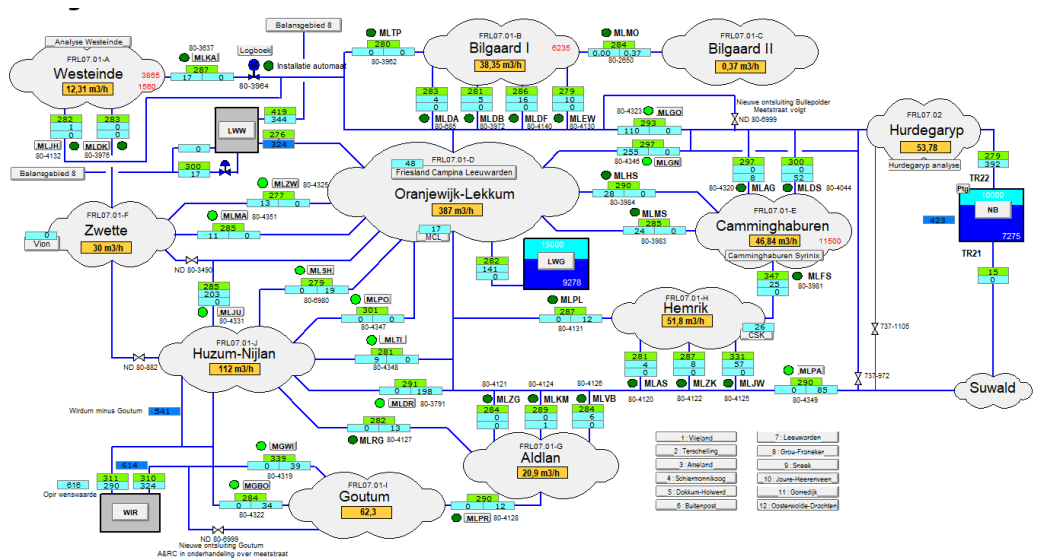 Balansgebied 8
Analyse Westeinde
FRL07.01-A
Westeinde
12,31 m3/h
3865
1560
80-3637
MLKA
287
17 0
Logboek
Installatie automaat
80-3964
MLTP
280
0 0
80-3962
FRL07.01-B
Bilgaard I
38,35 m3/h
6235
MLMO
284
0,00 0,37
80-2650
FRL07.01-C
Bilgaard II
0,37 m3/h
282
1
0
MLJH
80-4132
283
0
0
MLDK
80-3976
LWW
419
344
276
324
0
300
17
Balansgebied 8
283
4
0
MLDA
80-685
281
5
0
MLDB
80-3972
286
16
0
MLDF
80-4140
279
10
0
MLEW
80-4130
80-4323
MLGO
293
110 0
297
255 0
80-4346
MLGN
Nieuwe ontsluiting Bullepolder
Meetstraat volgt
ND 80-6999
FRL07.02
Hurdegaryp
53,78
Hurdegaryp analyse
279
392
TR22
Ptg
10000
NB
7275
423
TR21
15
0
48
FRL07.01-D
Friesland Campina Leeuwarden
Oranjewijk-Lekkum
387 m3/h
17
MCL
MLHS
290
28 0
80-3984
MLMS
285
24 0
80-3983
297
0
8
80-4320
MLAG
300
0
52
MLDS
80-4044
FRL07.01-E
Camminghaburen
46,84 m3/h
11500
Camminghaburen Syrinix
347
25
0
MLFS
80-3981
MLZW
80-4325
277
13 0
MLMA
80-4351
285
11 0
0
Vion
FRL07.01-F
Zwette
30 m3/h
ND 80-3490
285
203
0
MLJU
80-4331
MLSH
279
0 19
80-6980
MLPO
301
0 0
80-4347
MLTI
281
9 0
80-4348
282
141
0
15000
LWG
9278
MLPL
287
0 12
80-4131
FRL07.01-H
Hemrik
51,8 m3/h
26
CSK
737-1105
737-972
FRL07.01-J
Huzum-Nijlan
112 m3/h
ND 80-882
291
0 198
MLDR
80-3791
282
0 13
MLRG
80-4127
281
4
0
MLAS
80-4120
287
8
0
MLZK
80-4122
331
57
0
MLJW
80-4125
MLPA
290
0 85
80-4349
Suwald
80-4121
MLZG
284
0
0
80-4124
MLKM
289
0
1
80-4126
MLVB
284
6
0
FRL07.01-G
Aldlan
20,9 m3/h
Wirdum minus Goutum
541
614
616
Opir wenswaarde
311
290
310
324
WIR
MGWI
339
0 39
80-4319
MGBO
284
0 34
80-4322
FRL07.01-I
Goutum
62,3
290
0 12
MLPR
80-4128
ND 80-6999
Nieuwe ontsluiting Goutum
A&RC in onderhandeling over meetstraat
1 : Vlieland
2 : Terschelling
3 : Ameland
4 : Schiermonnikoog
5 : Dokkum-Holwerd
6 : Buitenpost
7 : Leeuwarden
8 : Grou-Franeker
9 : Sneek
10 : Joure-Heerenveen
11 : Gorredijk
12 : Oosterwolde-Drachten